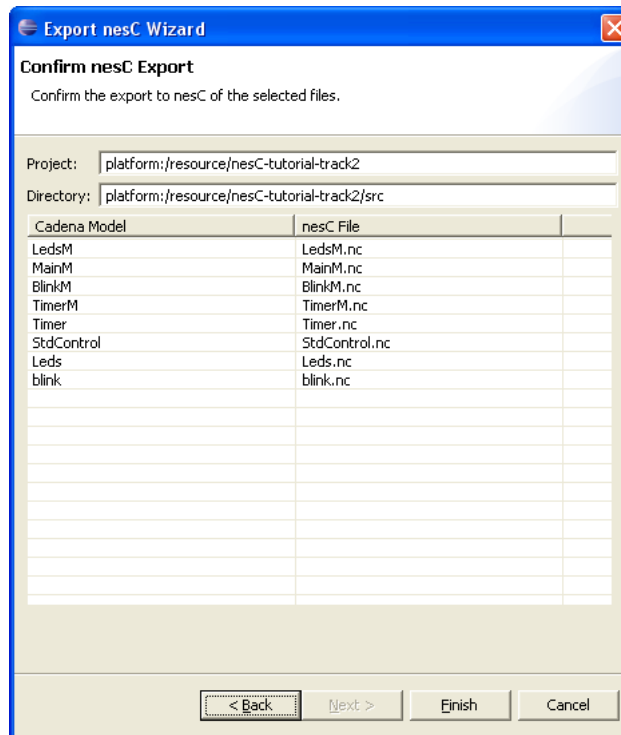 Export nesC Wizard
Confirm nesC Export
Confirm the export to nesC of the selected files.
Project: platform:/resource/nesC-tutorial-track2
Directory: platform:/resource/nesC-tutorial-track2/src
Cadena Model nesC File
LedsM LedsM.nc
MainM MainM.nc
BlinkM BlinkM.nc
TimerM TimerM.nc
Timer Timer.nc
StdControl StdControl.nc
Leds Leds.nc
blink blink.nc
< Back Next > Finish Cancel